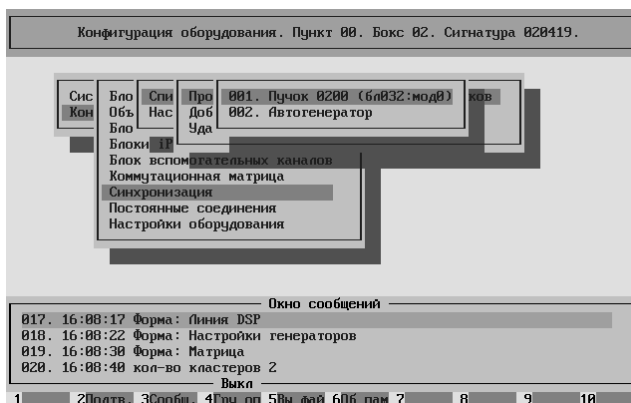 Конфигурация оборудования. Пункт 00. Бокс 02. Сигнатура 020419.
Сис Бло Спи Про 001. Пучок 0200 (бл032:мод0) ков
Кон Объ Нас Доб 002. Автогенератор
Бло Уда
Блоки iP
Блок вспомогательных каналов
Коммутационная матрица
Синхронизация
Постоянные соединения
Настройки оборудования
Окно сообщений
017. 16:08:17 Форма: Линия DSP
018. 16:08:22 Форма: Настройки генераторов
019. 16:08:30 Форма: Матрица
020. 16:08:40 кол-во кластеров 2
Выкл
1 2Подтв. 3Сообщ. 4Гру оп 5Вы фай 6Об пам 7 8 9 10